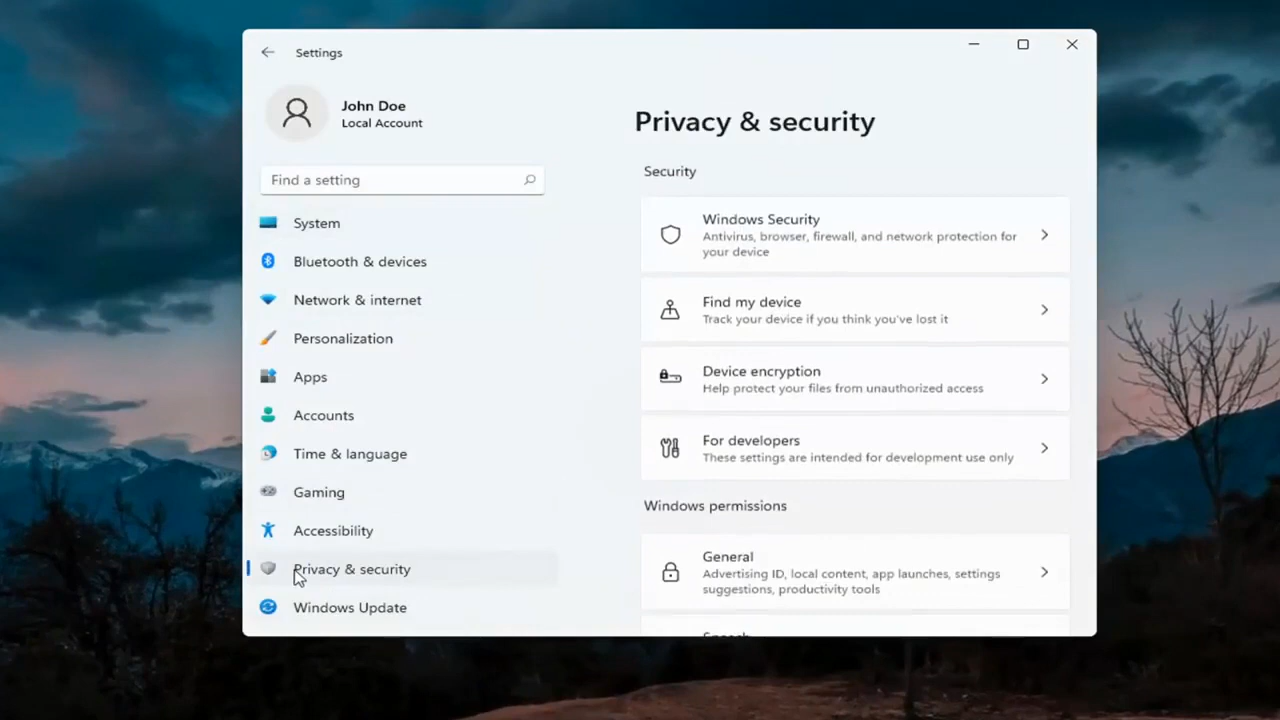 Settings
John Doe
Local Account
Find a setting
System
Bluetooth & devices
Network & internet
Personalization
Apps
Accounts
Time & language
Gaming
Accessibility
Privacy & security
Windows Update
Privacy & security
Security
Windows Security
Antivirus, browser, firewall, and network protection for
your device
Find my device
Track your device if you think you've lost it
Device encryption
Help protect your files from unauthorized access
For developers
These settings are intended for development use only
Windows permissions
General
Advertising ID, local content, app launches, settings
suggestions, productivity tools
Speech